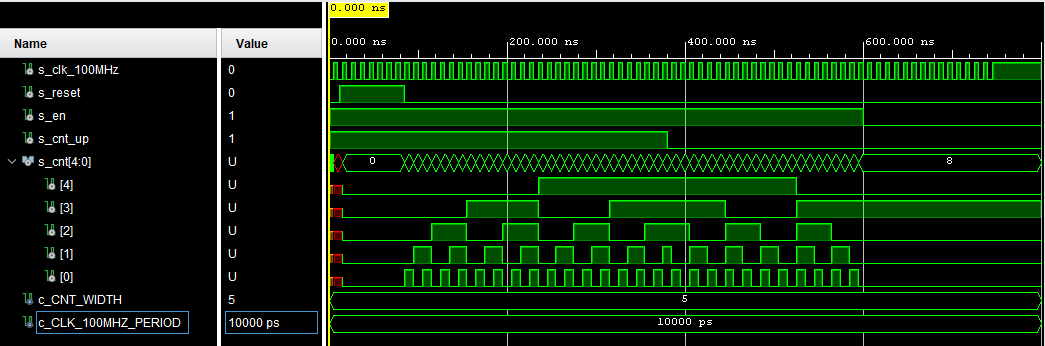 0.000 ns
Name Value 0.000 ns 200.000 ns 400.000 ns 600.000 ns
s_clk_100MHz 0
s_reset 0
s_en 1
s_cnt_up 1
s_cnt[4:0] U 0 8
[4] U
[3] U
[2] U
[1] U
[0] U
c_CNT_WIDTH 5 5
c_CLK_100MHZ_PERIOD 10000 ps 10000 ps